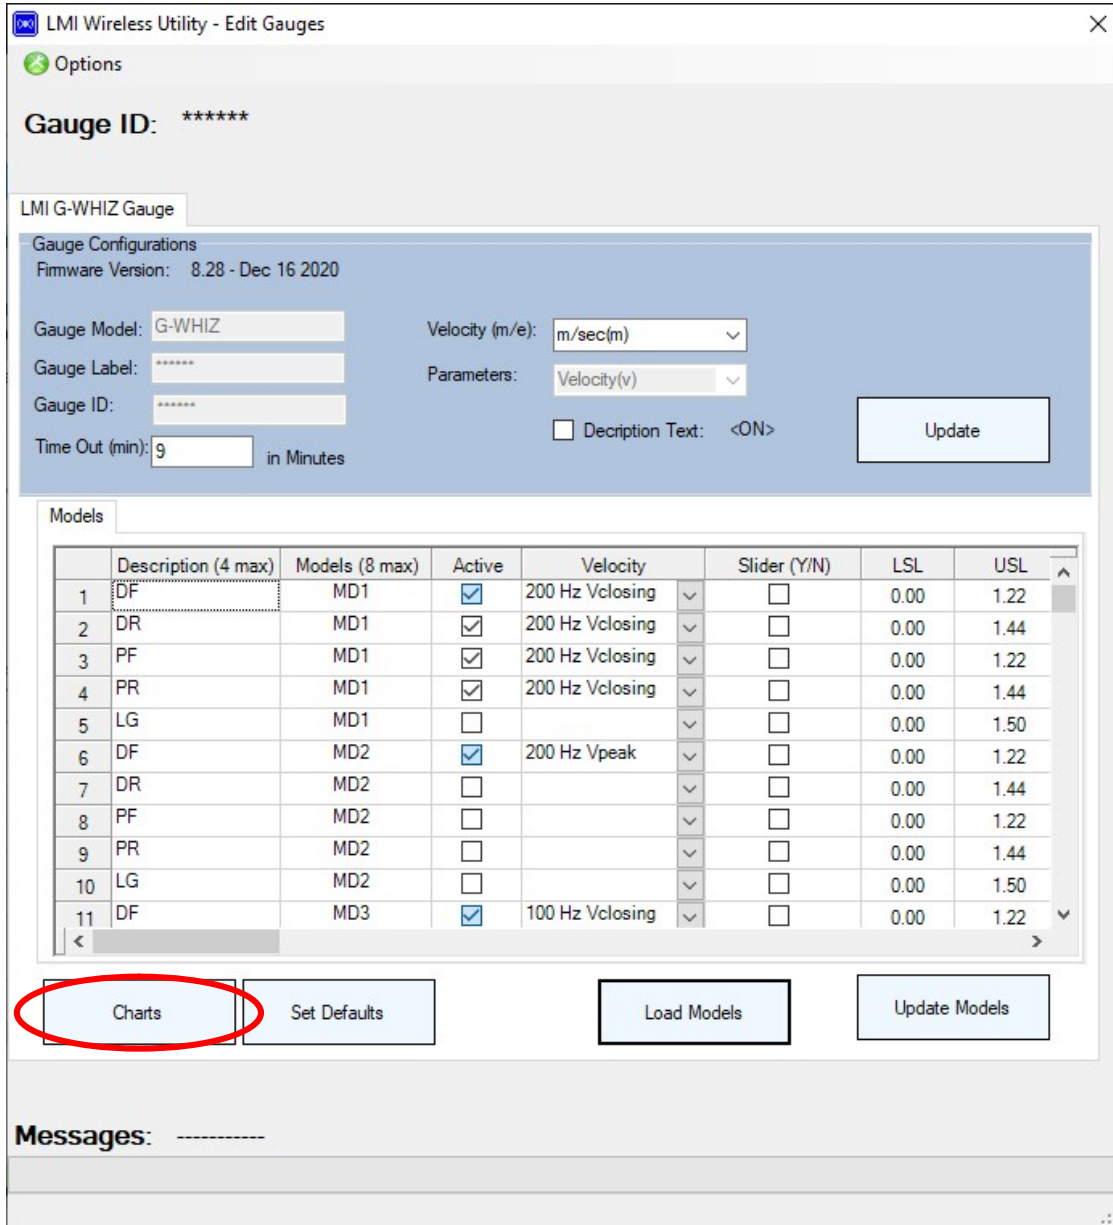 LMI Wireless Utility - Edit Gauges
Options
Gauge ID: ******
LMI G-WHIZ Gauge
Gauge Configurations
Firmware Version: 8.28 - Dec 16 2020
Gauge Model: G-WHIZ Velocity (m/e): m/sec(m)
Gauge Label: ****** Parameters: Velocity(v)
Gauge ID: ******
Decription Text: <ON> Update
Time Out (min): 9 in Minutes
Models
Description (4 max) Models (8 max) Active Velocity Slider (Y/N) LSL USL
1 DF MD1 200 Hz Vclosing 0.00 1.22
2 DR MD1 200 Hz Vclosing 0.00 1.44
3 PF MD1 200 Hz Vclosing 0.00 1.22
4 PR MD1 200 Hz Vclosing 0.00 1.44
5 LG MD1 0.00 1.50
6 DF MD2 200 Hz Vpeak 0.00 1.22
7 DR MD2 0.00 1.44
8 PF MD2 0.00 1.22
9 PR MD2 0.00 1.44
10 LG MD2 0.00 1.50
11 DF MD3 100 Hz Vclosing 0.00 1.22
Charts Set Defaults Load Models Update Models
Messages: -----------